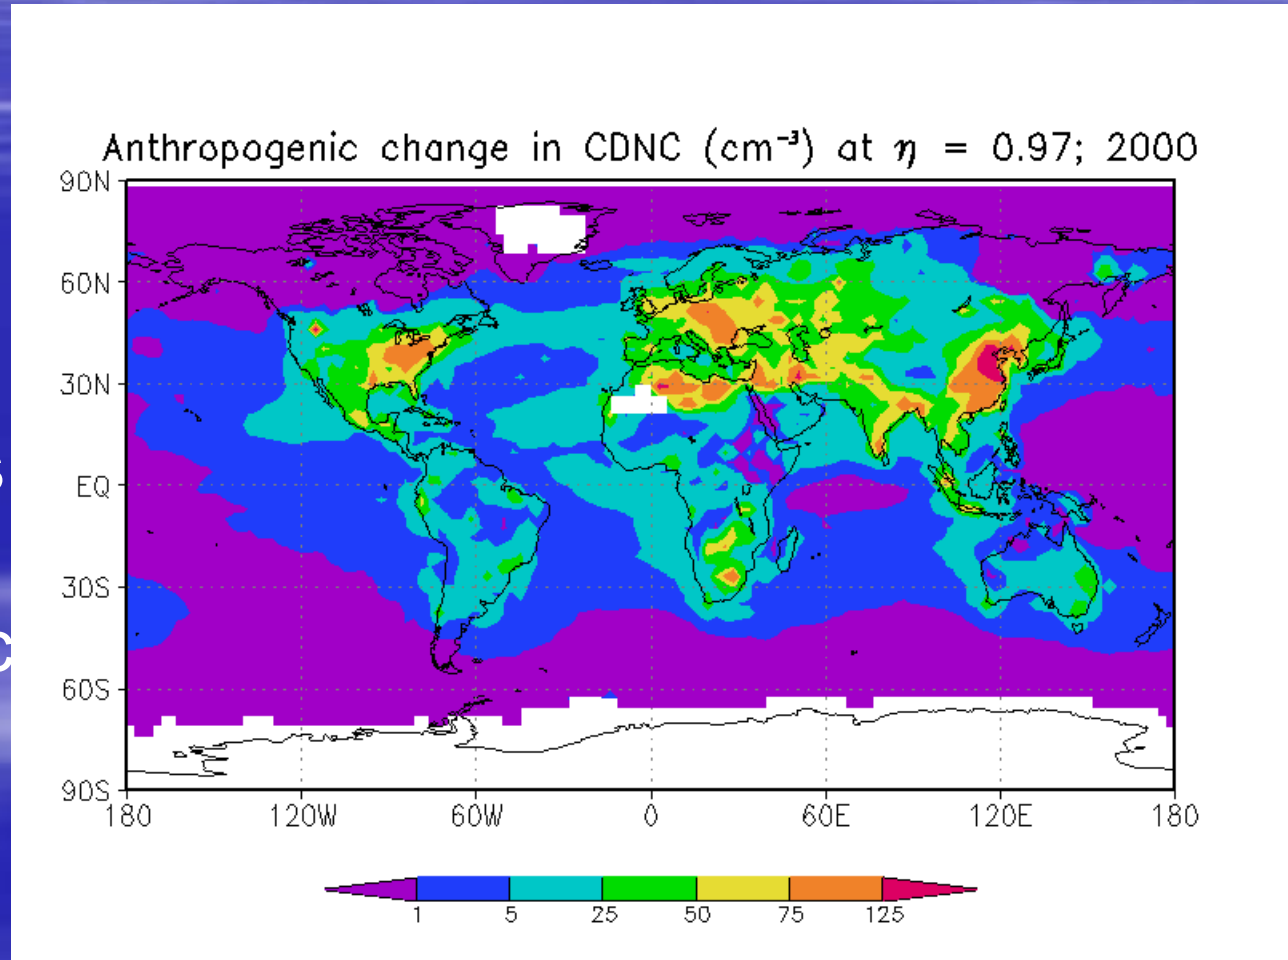 Anthropogenic change in CDNC (cm⁻³) at η = 0.97; 2000
90N
60N
30N
EQ
30S
60S
90S
180 120W 60W 0 60E 120E 180
1 5 25 50 75 125